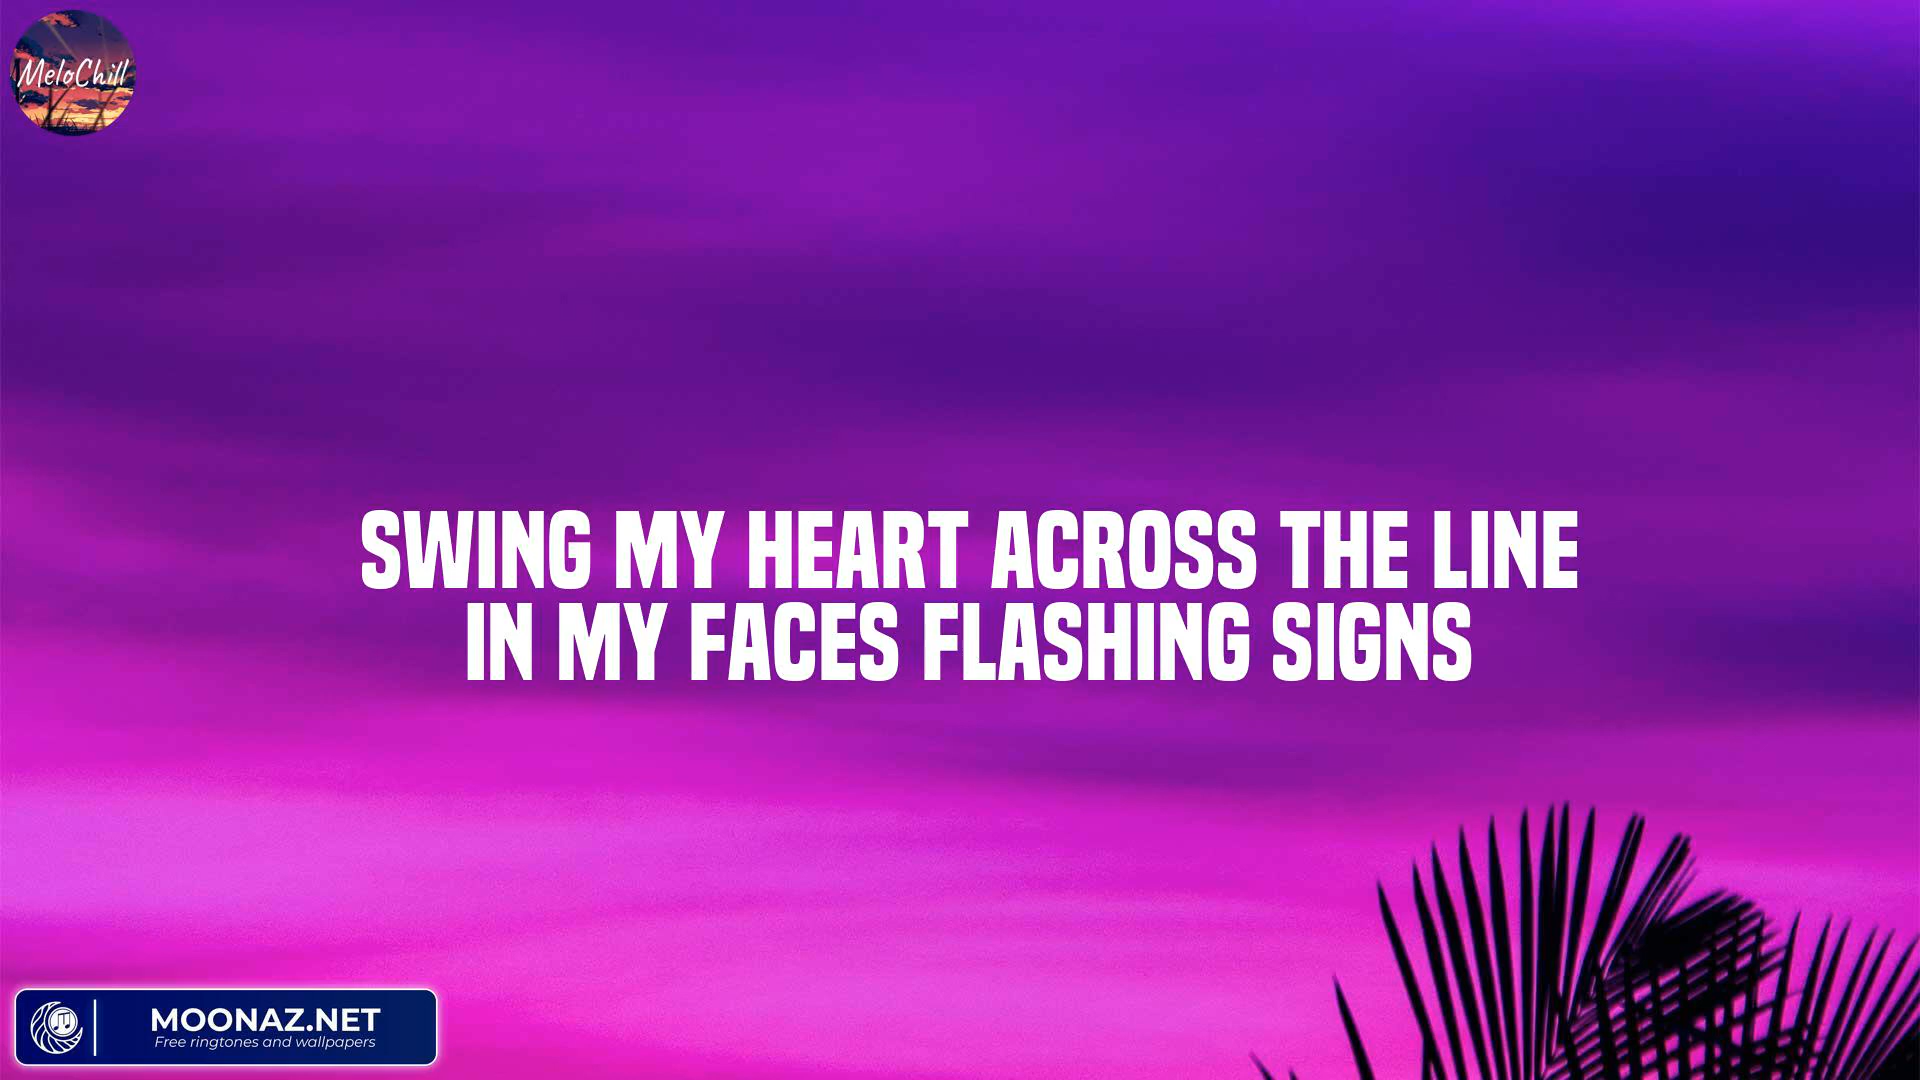 MeloChill
SWING MY HEART ACROSS THE LINE
IN MY FACES FLASHING SIGNS
MOONAZ.NET
Free ringtones and wallpapers